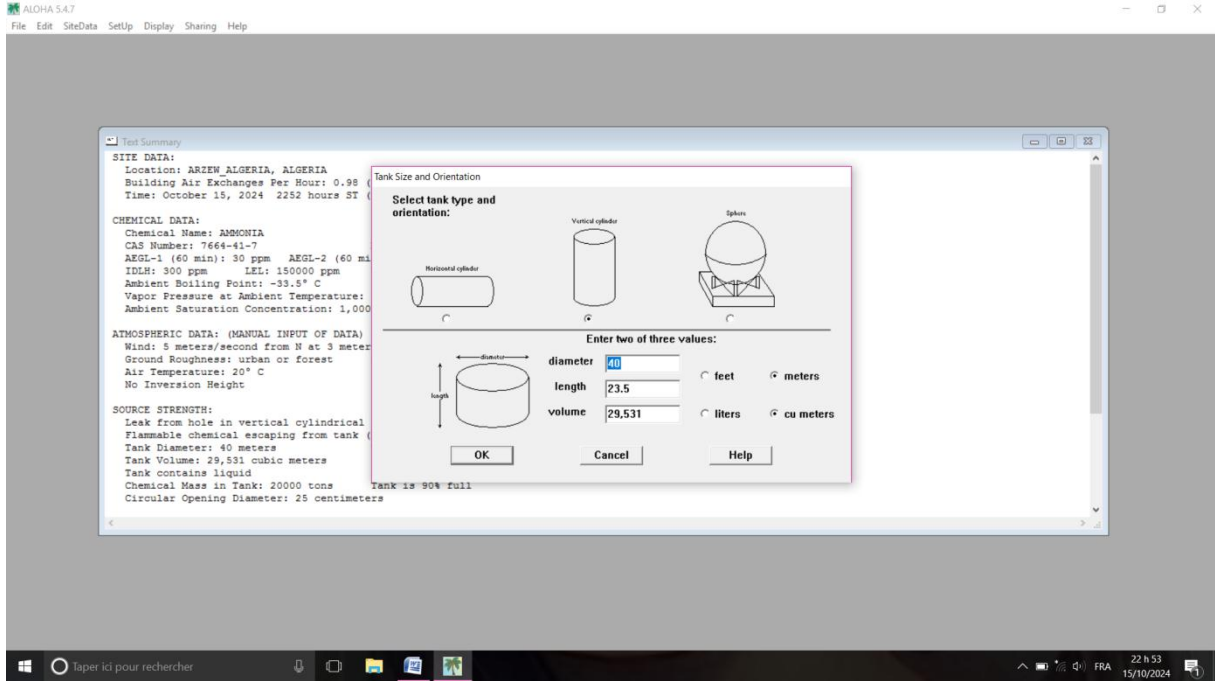 ALOHA 5.4.7
File Edit SiteData SetUp Display Sharing Help
Text Summary
SITE DATA:
Location: ARZEW_ALGERIA, ALGERIA
Building Air Exchanges Per Hour: 0.98 (
Time: October 15, 2024 2252 hours ST (
CHEMICAL DATA:
Chemical Name: AMMONIA
CAS Number: 7664-41-7
AEGL-1 (60 min): 30 ppm AEGL-2 (60 mi
IDLH: 300 ppm LEL: 150000 ppm
Ambient Boiling Point: -33.5° C
Vapor Pressure at Ambient Temperature:
Ambient Saturation Concentration: 1,000
ATMOSPHERIC DATA: (MANUAL INPUT OF DATA)
Wind: 5 meters/second from N at 3 meter
Ground Roughness: urban or forest
Air Temperature: 20° C
No Inversion Height
SOURCE STRENGTH:
Leak from hole in vertical cylindrical
Flammable chemical escaping from tank (
Tank Diameter: 40 meters
Tank Volume: 29,531 cubic meters
Tank contains liquid
Chemical Mass in Tank: 20000 tons Tank is 90% full
Circular Opening Diameter: 25 centimeters
Tank Size and Orientation
Select tank type and
orientation:
Horizontal cylinder
Vertical cylinder
Sphere
Enter two of three values:
diameter
length
diameter 40
length 23.5
volume 29,531
feet meters
liters cu meters
OK Cancel Help
Taper ici pour rechercher
FRA
22 h 53
15/10/2024
1